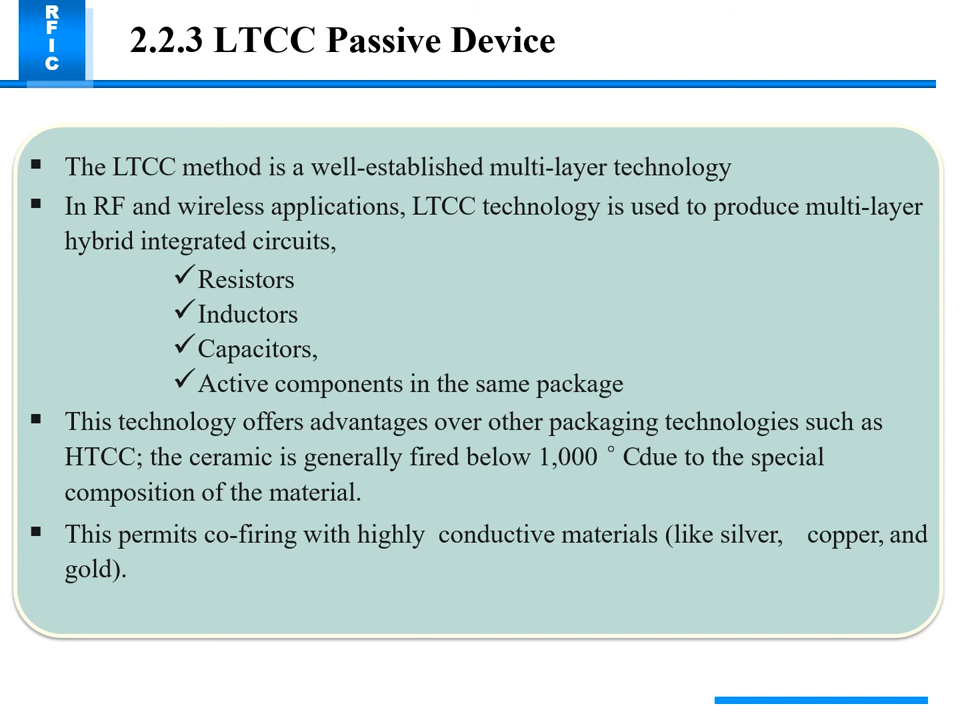 R
F
I
C
2.2.3 LTCC Passive Device
▪ The LTCC method is a well-established multi-layer technology
▪ In RF and wireless applications, LTCC technology is used to produce multi-layer
hybrid integrated circuits,
✓Resistors
✓Inductors
✓Capacitors,
✓Active components in the same package
▪ This technology offers advantages over other packaging technologies such as
HTCC; the ceramic is generally fired below 1,000 ° Cdue to the special
composition of the material.
▪ This permits co-firing with highly conductive materials (like silver, copper, and
gold).